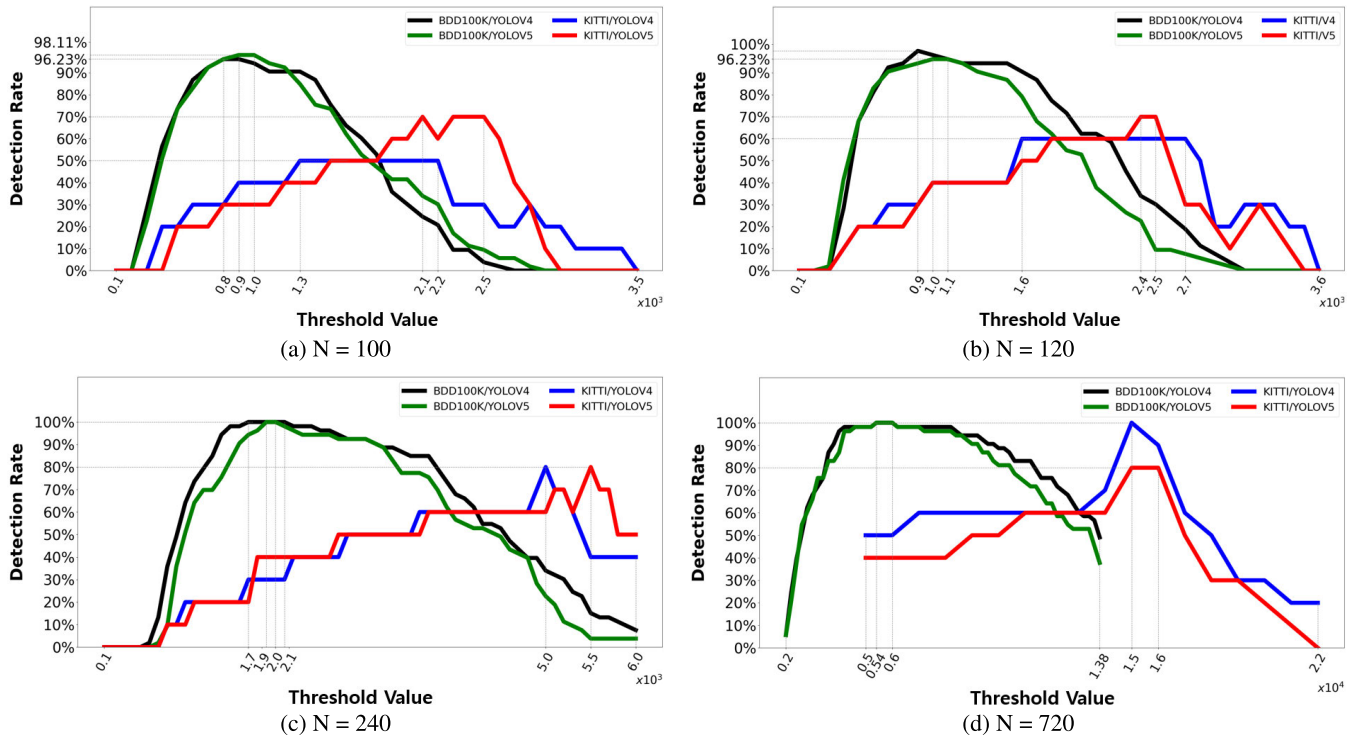 BDD100K/YOLOV4 KITTI/YOLOV4
BDD100K/YOLOV5 KITTI/YOLOV5
98.11%
96.23%
90%
80%
70%
60%
50%
40%
30%
20%
10%
0%
Detection Rate
0.1 0.8 0.9 1.0 1.3 2.1 2.2 2.5 3.5
x10³
Threshold Value
(a) N = 100
BDD100K/YOLOV4 KITTI/V4
BDD100K/YOLOV5 KITTI/V5
100%
96.23%
90%
80%
70%
60%
50%
40%
30%
20%
10%
0%
Detection Rate
0.1 0.9 1.0 1.1 1.6 2.4 2.5 2.7 3.6
x10³
Threshold Value
(b) N = 120
BDD100K/YOLOV4 KITTI/YOLOV4
BDD100K/YOLOV5 KITTI/YOLOV5
100%
90%
80%
70%
60%
50%
40%
30%
20%
10%
0%
Detection Rate
0.1 1.7 1.9 2.0 2.1 5.0 5.5 6.0
x10³
Threshold Value
(c) N = 240
BDD100K/YOLOV4 KITTI/YOLOV4
BDD100K/YOLOV5 KITTI/YOLOV5
100%
90%
80%
70%
60%
50%
40%
30%
20%
10%
0%
Detection Rate
0.2 0.5 0.54 0.6 1.38 1.5 1.6 2.2
x10⁴
Threshold Value
(d) N = 720